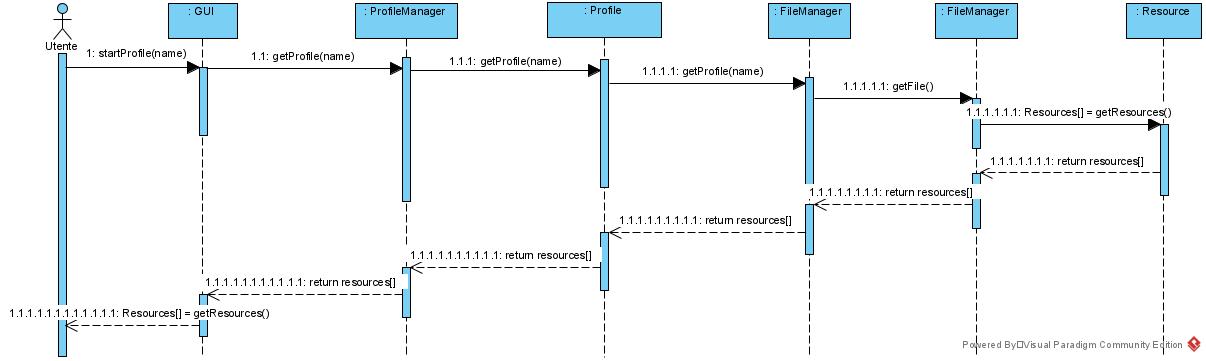 : GUI
: ProfileManager
: Profile
: FileManager
: FileManager
: Resource
Utente
1: startProfile(name)
1.1: getProfile(name)
1.1.1: getProfile(name)
1.1.1.1: getProfile(name)
1.1.1.1.1: getFile()
1.1.1.1.1.1: Resources[] = getResources()
1.1.1.1.1.1.1: return resources[]
1.1.1.1.1.1.1.1: return resources[]
1.1.1.1.1.1.1.1.1: return resources[]
1.1.1.1.1.1.1.1.1.1: return resources[]
1.1.1.1.1.1.1.1.1.1.1: return resources[]
1.1.1.1.1.1.1.1.1.1.1.1: Resources[] = getResources()
Powered By Visual Paradigm Community Edition